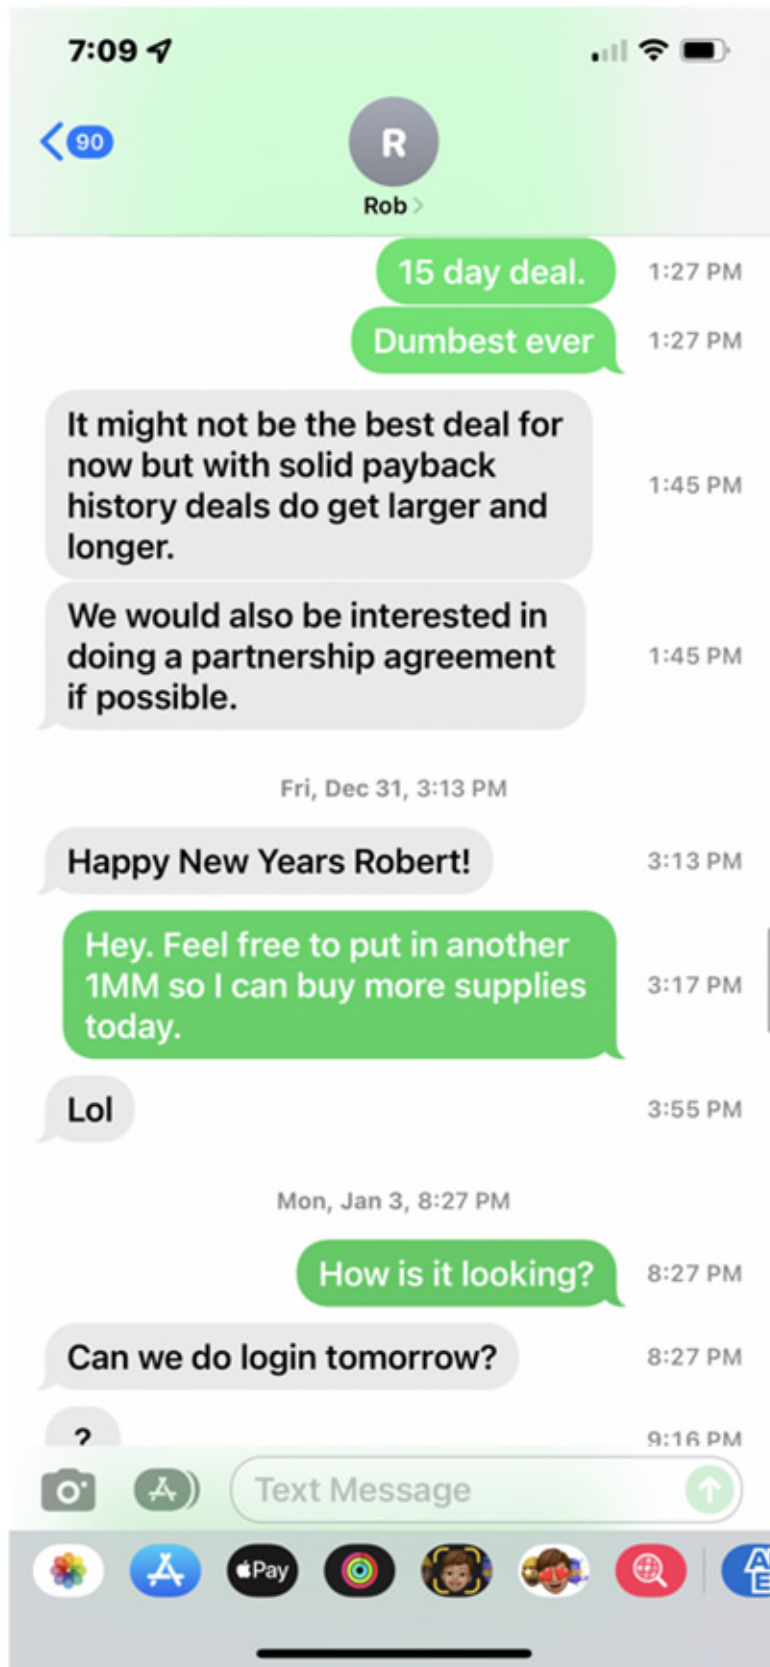 7:09
90
R
Rob
15 day deal.
1:27 PM
Dumbest ever
1:27 PM
It might not be the best deal for
now but with solid payback
history deals do get larger and
longer.
1:45 PM
We would also be interested in
doing a partnership agreement
if possible.
1:45 PM
Fri, Dec 31, 3:13 PM
Happy New Years Robert!
3:13 PM
Hey. Feel free to put in another
1MM so I can buy more supplies
today.
3:17 PM
Lol
3:55 PM
Mon, Jan 3, 8:27 PM
How is it looking?
8:27 PM
Can we do login tomorrow?
8:27 PM
?
9:16 PM
Text Message
Pay